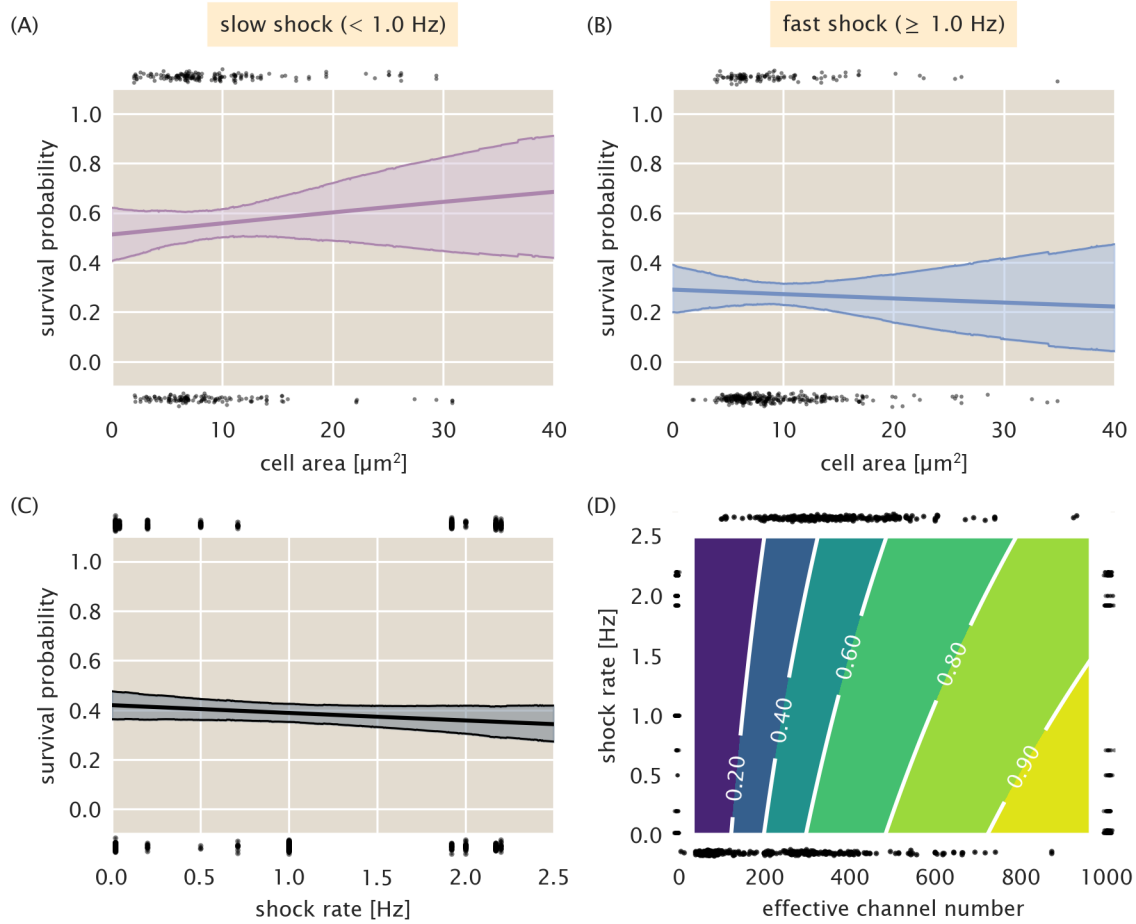 (A)
slow shock (< 1.0 Hz)
survival probability
1.0
0.8
0.6
0.4
0.2
0.0
0 10 20 30 40
cell area [µm²]
(B)
fast shock (≥ 1.0 Hz)
survival probability
1.0
0.8
0.6
0.4
0.2
0.0
0 10 20 30 40
cell area [µm²]
(C)
survival probability
1.0
0.8
0.6
0.4
0.2
0.0
0.0 0.5 1.0 1.5 2.0 2.5
shock rate [Hz]
(D)
shock rate [Hz]
2.5
2.0
1.5
1.0
0.5
0.0
0.20
0.40
0.60
0.80
0.90
0 200 400 600 800 1000
effective channel number